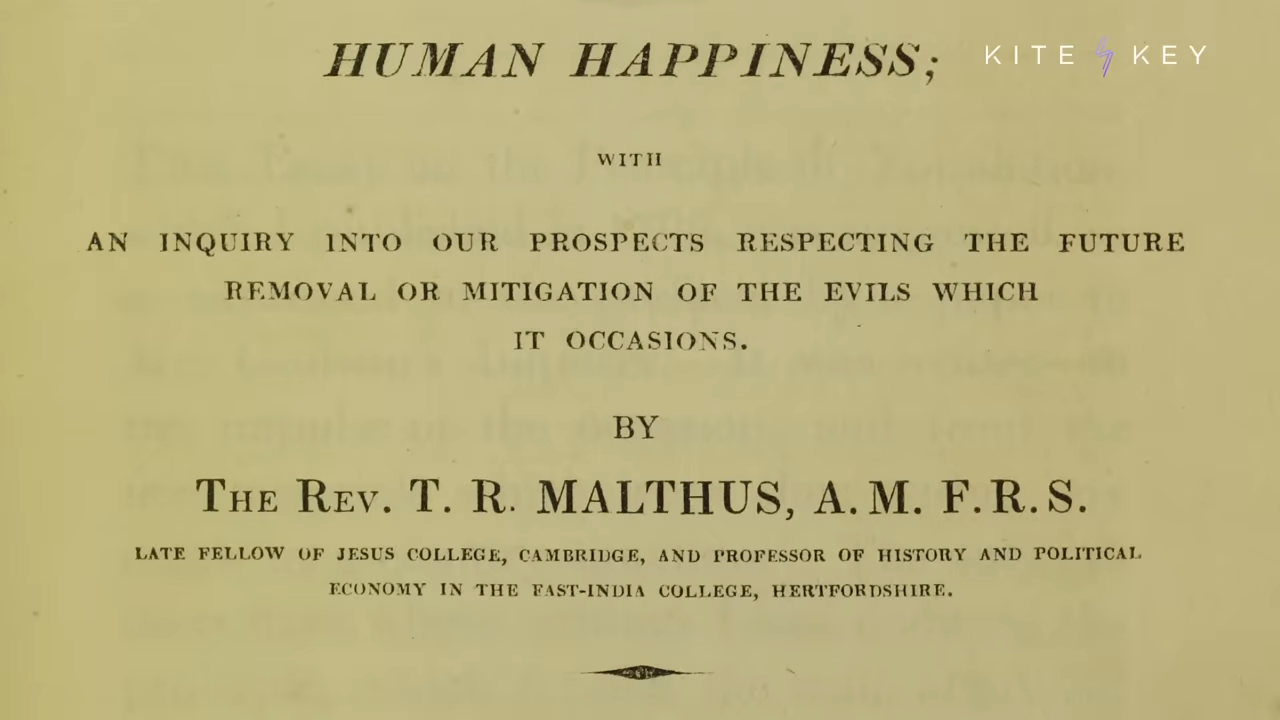 HUMAN HAPPINESS;
KITE KEY
WITH
AN INQUIRY INTO OUR PROSPECTS RESPECTING THE FUTURE
REMOVAL OR MITIGATION OF THE EVILS WHICH
IT OCCASIONS.
BY
THE REV. T. R. MALTHUS, A. M. F. R. S.
LATE FELLOW OF JESUS COLLEGE, CAMBRIDGE, AND PROFESSOR OF HISTORY AND POLITICAL
ECONOMY IN THE EAST-INDIA COLLEGE, HERTFORDSHIRE.